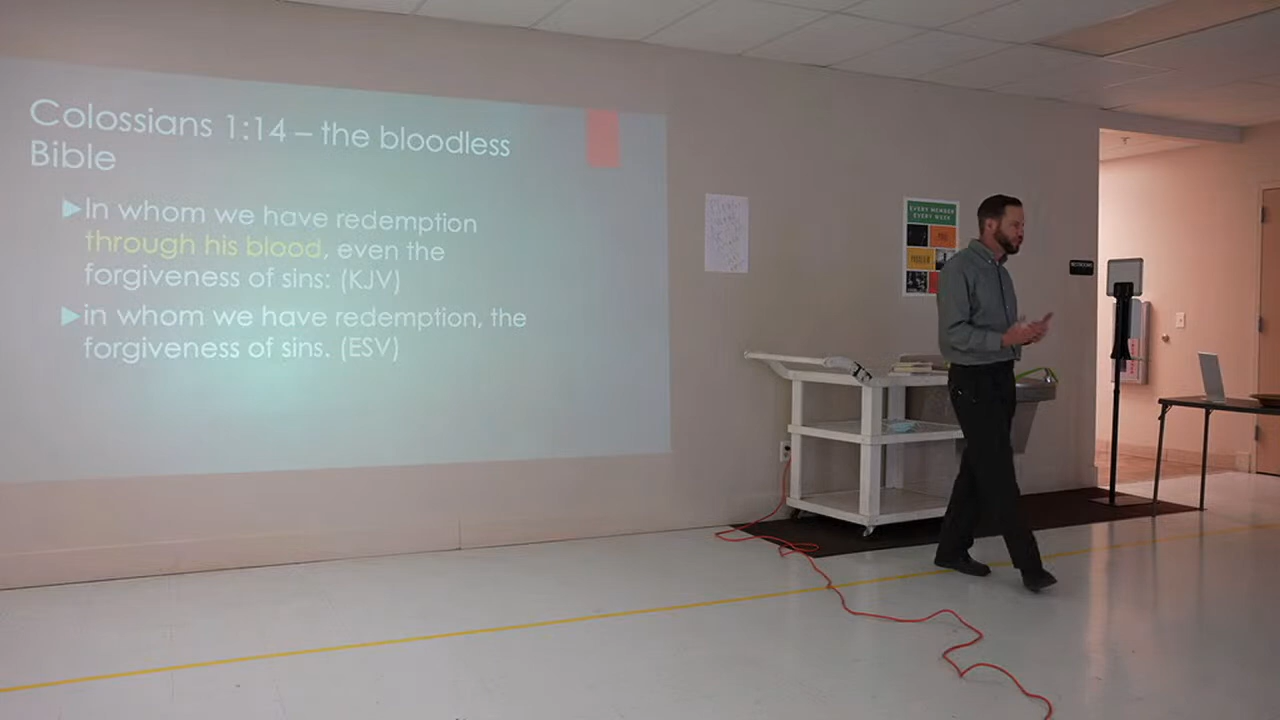 Colossians 1:14 – the bloodless
Bible
In whom we have redemption
through his blood, even the
forgiveness of sins: (KJV)
in whom we have redemption, the
forgiveness of sins. (ESV)
EVERY MEMBER
EVERY WEEK
RESTROOMS